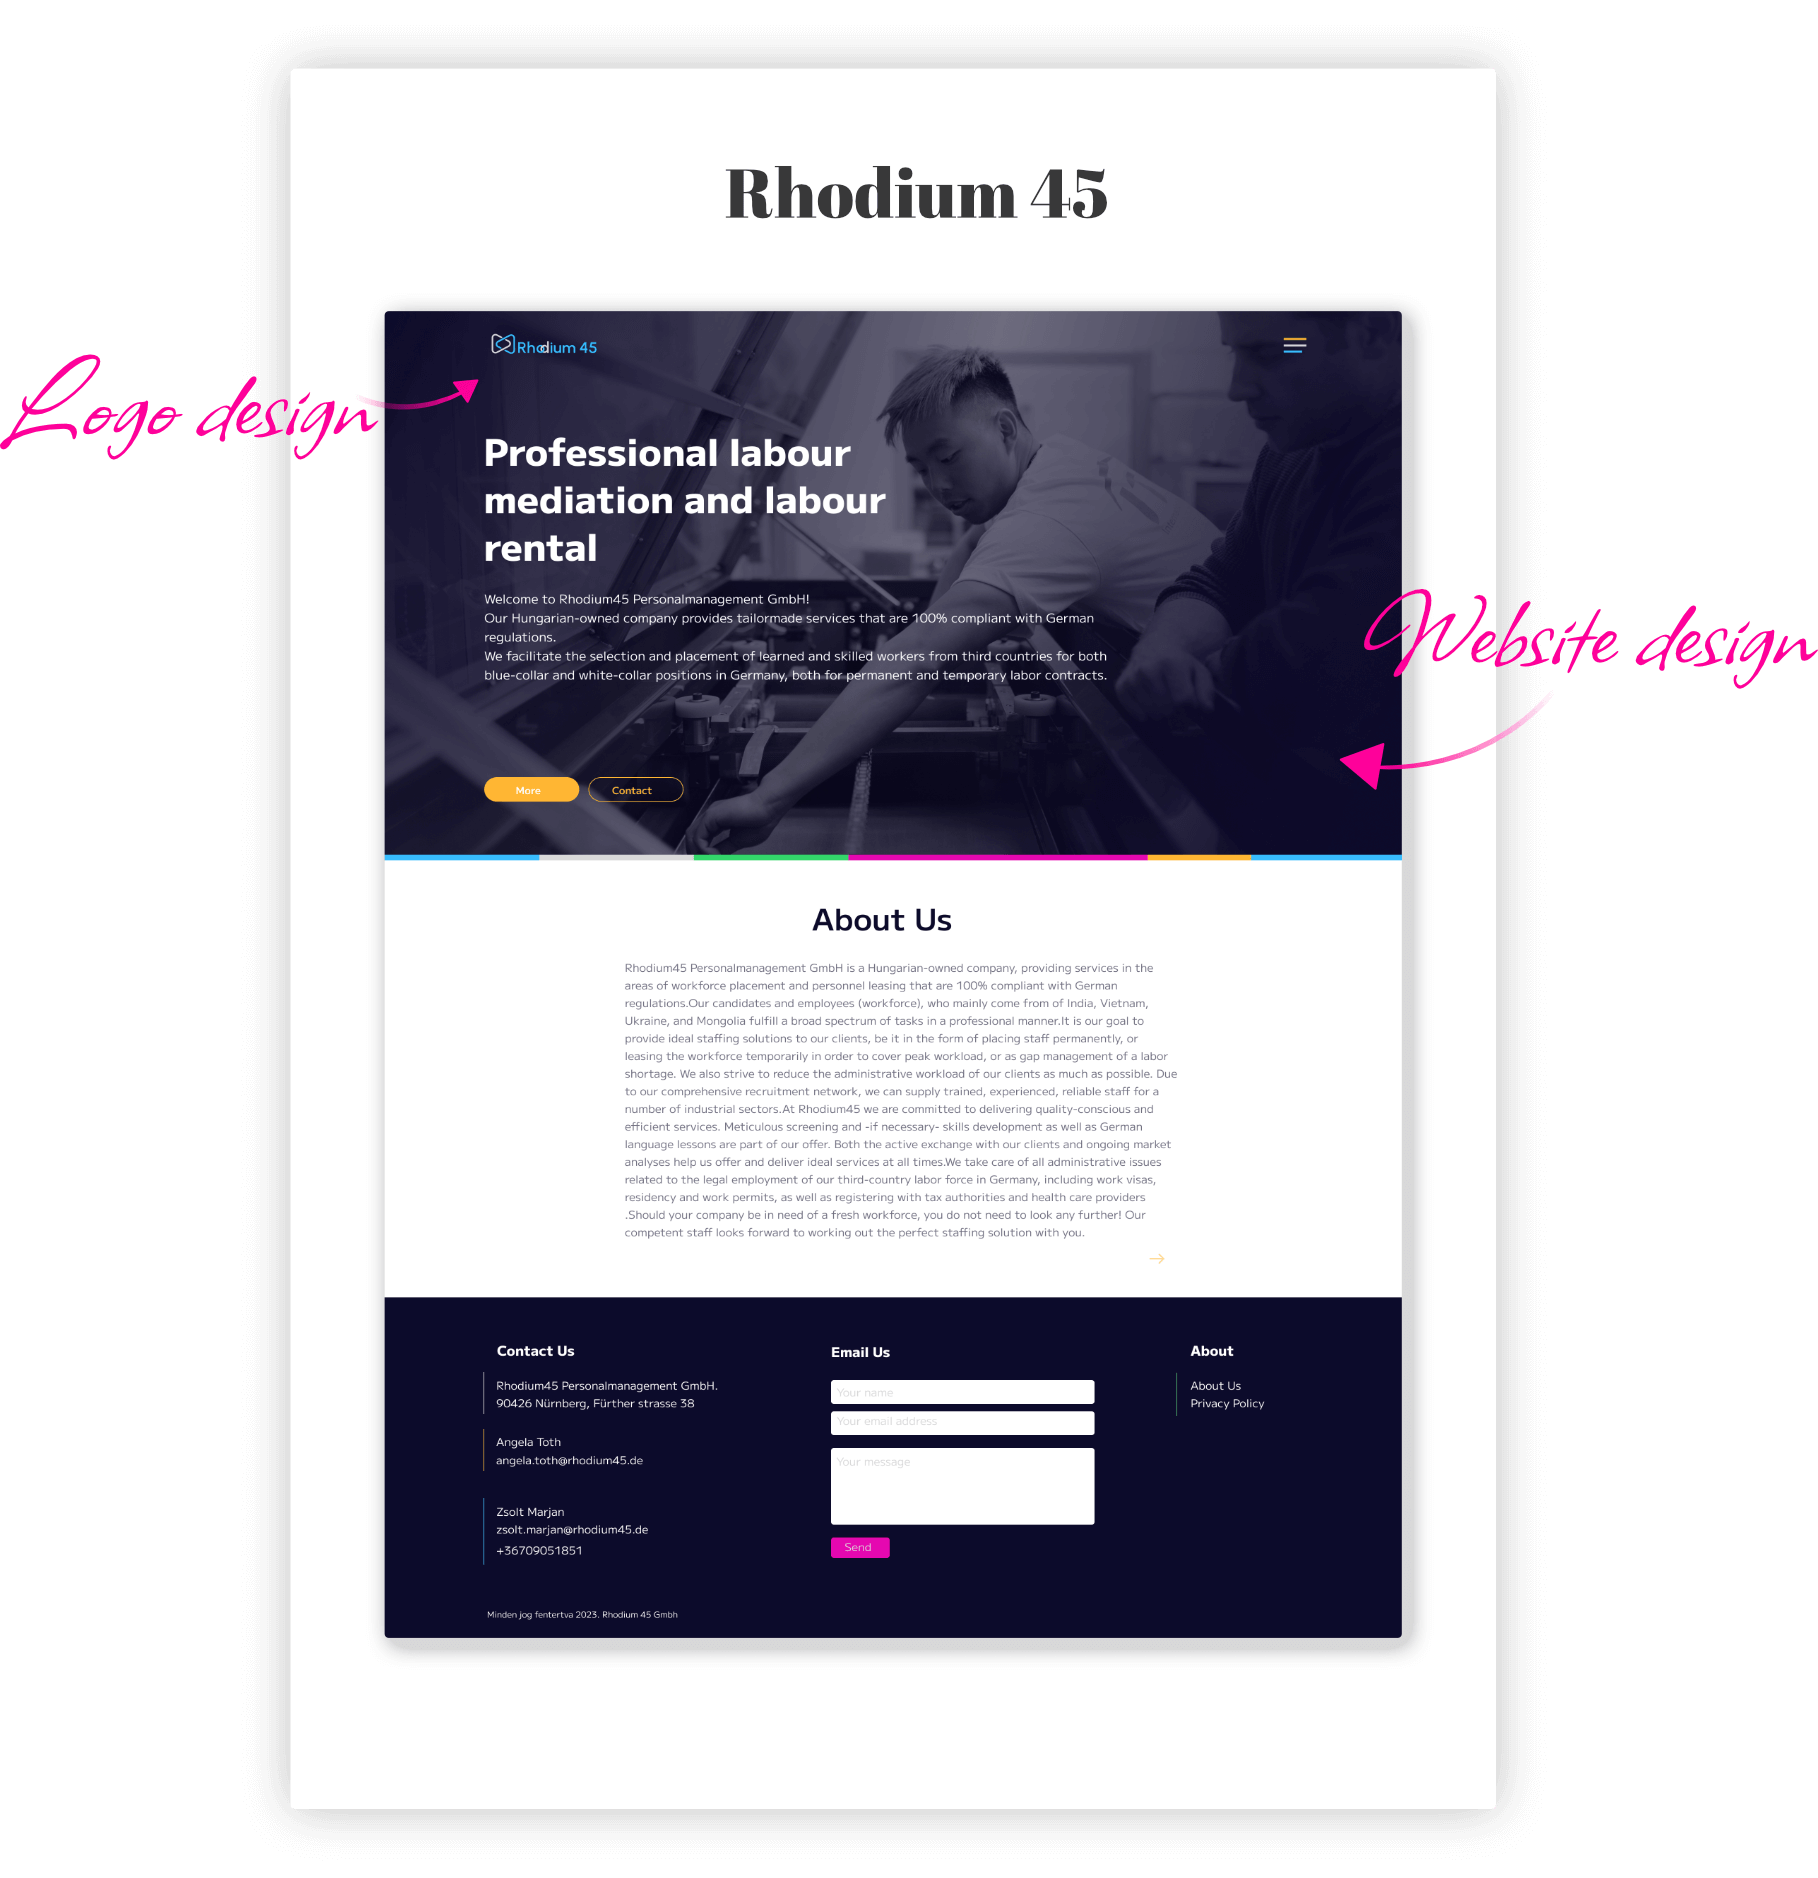 Rhodium 45
Logo design
Website design
Rhodium 45
Professional labour
mediation and labour
rental
Welcome to Rhodium45 Personalmanagement GmbH!
Our Hungarian-owned company provides tailormade services that are 100% compliant with German
regulations.
We facilitate the selection and placement of learned and skilled workers from third countries for both
blue-collar and white-collar positions in Germany, both for permanent and temporary labor contracts.
More
Contact
About Us
Rhodium45 Personalmanagement GmbH is a Hungarian-owned company, providing services in the
areas of workforce placement and personnel leasing that are 100% compliant with German
regulations.Our candidates and employees (workforce), who mainly come from of India, Vietnam,
Ukraine, and Mongolia fulfill a broad spectrum of tasks in a professional manner.It is our goal to
provide ideal staffing solutions to our clients, be it in the form of placing staff permanently, or
leasing the workforce temporarily in order to cover peak workload, or as gap management of a labor
shortage. We also strive to reduce the administrative workload of our clients as much as possible. Due
to our comprehensive recruitment network, we can supply trained, experienced, reliable staff for a
number of industrial sectors.At Rhodium45 we are committed to delivering quality-conscious and
efficient services. Meticulous screening and -if necessary- skills development as well as German
language lessons are part of our offer. Both the active exchange with our clients and ongoing market
analyses help us offer and deliver ideal services at all times.We take care of all administrative issues
related to the legal employment of our third-country labor force in Germany, including work visas,
residency and work permits, as well as registering with tax authorities and health care providers
.Should your company be in need of a fresh workforce, you do not need to look any further! Our
competent staff looks forward to working out the perfect staffing solution with you.
Contact Us
Rhodium45 Personalmanagement GmbH.
90426 Nürnberg, Fürther strasse 38
Angela Toth
angela.toth@rhodium45.de
Zsolt Marjan
zsolt.marjan@rhodium45.de
+36709051851
Email Us
Your name
Your email address
Your message
Send
About
About Us
Privacy Policy
Minden jog fentertva 2023. Rhodium 45 Gmbh